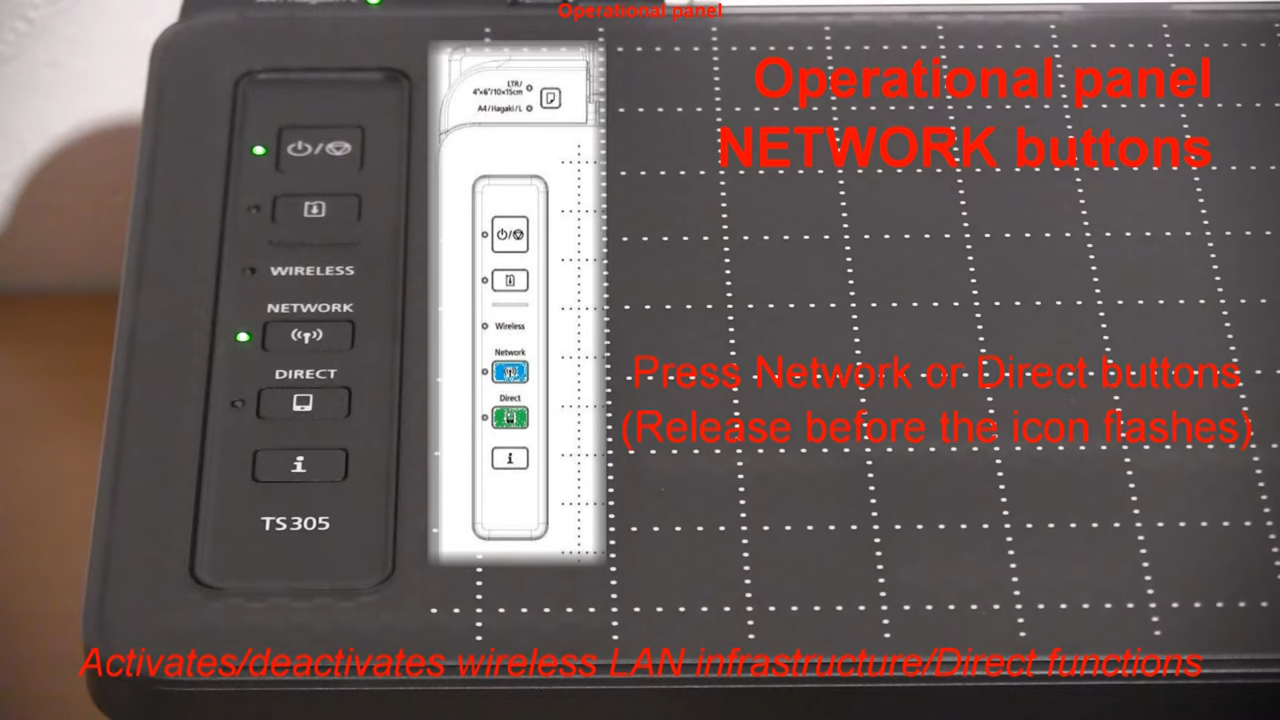 Operational panel
Operational panel
NETWORK buttons
LTR/
4"x6"/10x15cm
A4/Hagaki/L
WIRELESS
NETWORK
DIRECT
i
TS305
Wireless
Network
Direct
i
Press Network or Direct buttons
(Release before the icon flashes)
Activates/deactivates wireless LAN infrastructure/Direct functions